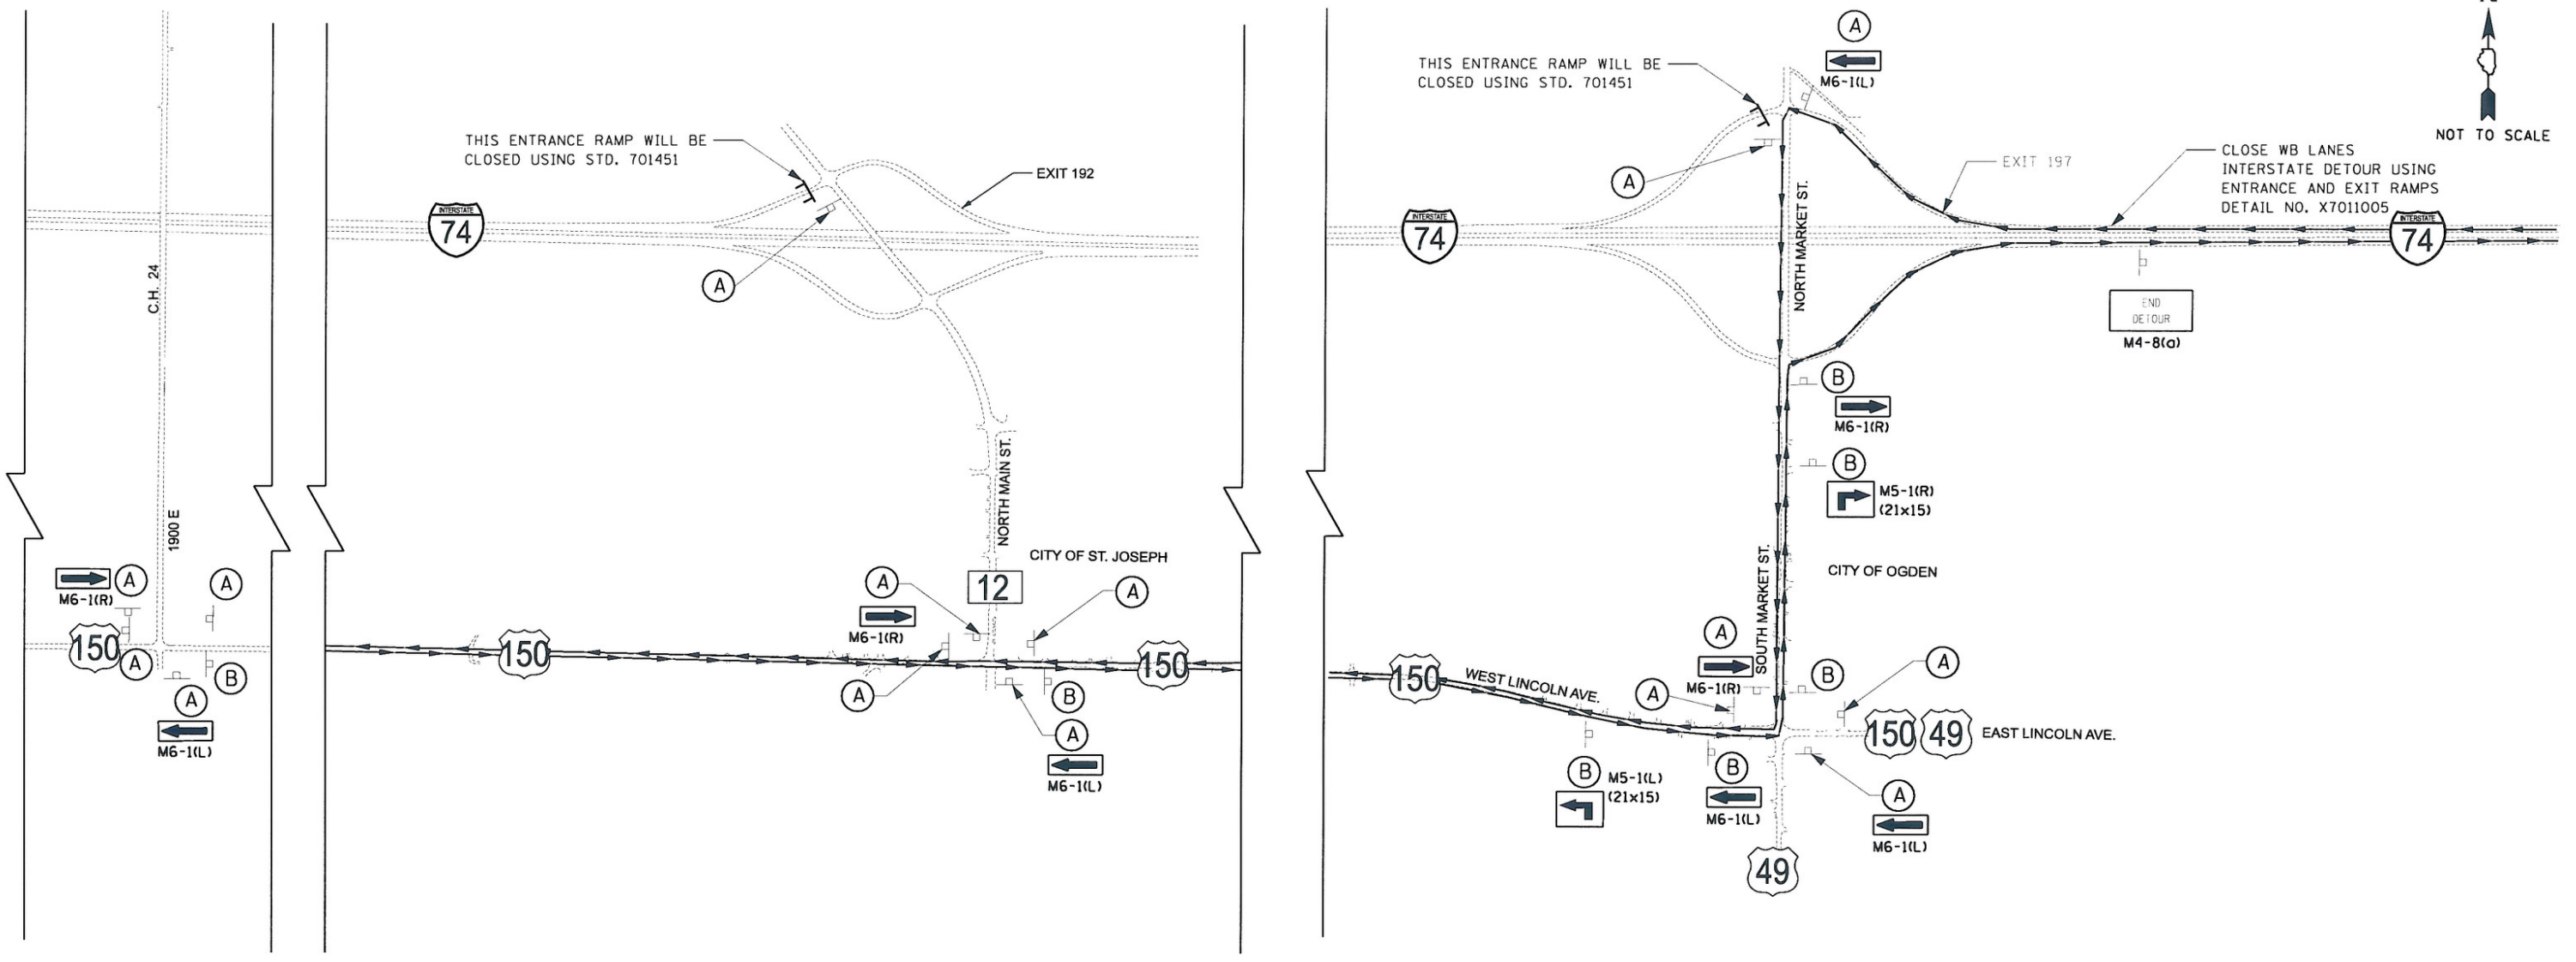 C.H. 24
1900 E
M6-1(R)
A
A
150
A
B
A
M6-1(L)
THIS ENTRANCE RAMP WILL BE
CLOSED USING STD. 701451
INTERSTATE
74
A
EXIT 192
NORTH MAIN ST.
CITY OF ST. JOSEPH
12
A
M6-1(R)
A
150
150
A
B
A
M6-1(L)
THIS ENTRANCE RAMP WILL BE
CLOSED USING STD. 701451
A
M6-1(L)
A
INTERSTATE
74
NORTH MARKET ST.
EXIT 197
CLOSE WB LANES
INTERSTATE DETOUR USING
ENTRANCE AND EXIT RAMPS
DETAIL NO. X7011005
INTERSTATE
74
NOT TO SCALE
END
DETOUR
M4-8(a)
B
M6-1(R)
B
M5-1(R)
(21x15)
SOUTH MARKET ST.
CITY OF OGDEN
A
M6-1(R)
A
B
A
150
WEST LINCOLN AVE.
150
49
EAST LINCOLN AVE.
B
M5-1(L)
(21x15)
B
M6-1(L)
A
M6-1(L)
49